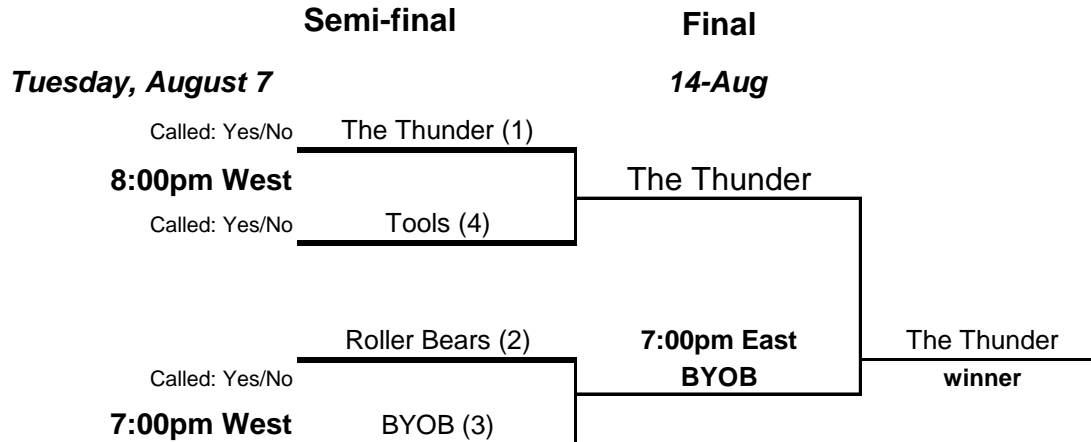 Semi-final Final
Tuesday, August 7 14-Aug
Called: Yes/No The Thunder (1)
8:00pm West The Thunder
Called: Yes/No Tools (4)
Roller Bears (2) 7:00pm East The Thunder
Called: Yes/No BYOB winner
7:00pm West BYOB (3)